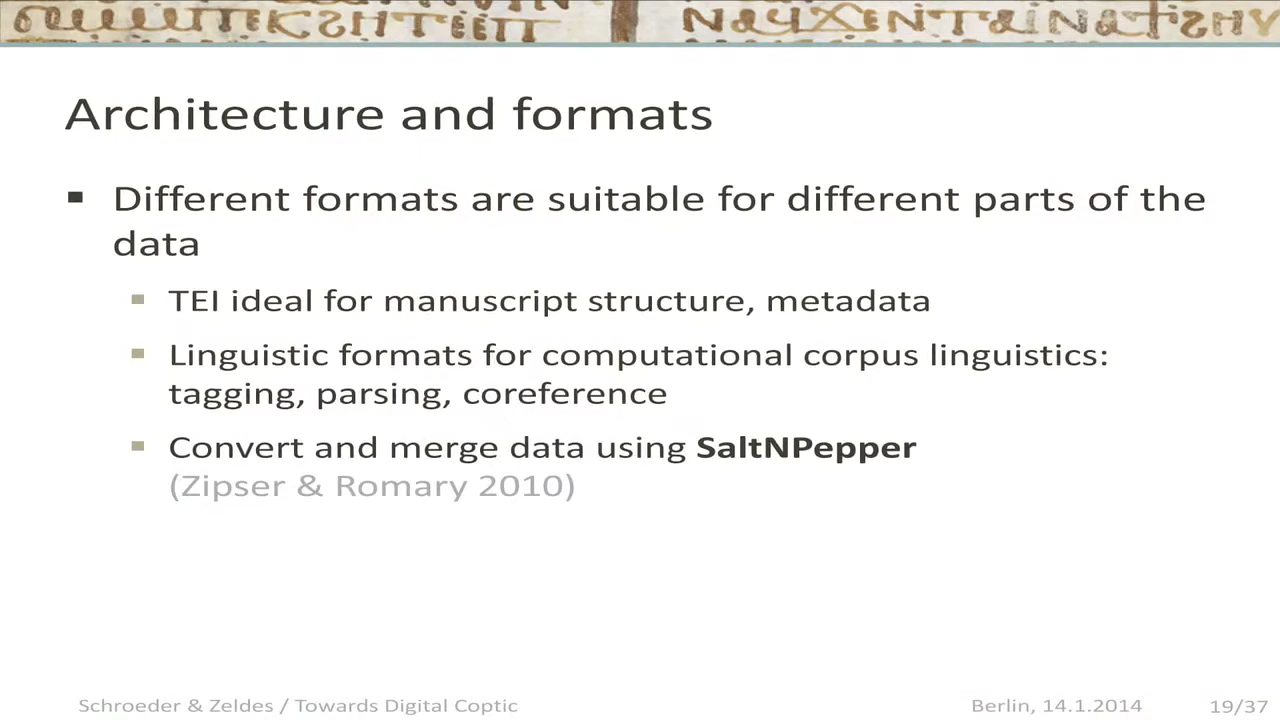 Architecture and formats
Different formats are suitable for different parts of the
data
TEI ideal for manuscript structure, metadata
Linguistic formats for computational corpus linguistics:
tagging, parsing, coreference
Convert and merge data using SaltNPepper
(Zipser & Romary 2010)
Schroeder & Zeldes / Towards Digital Coptic
Berlin, 14.1.2014
19/37